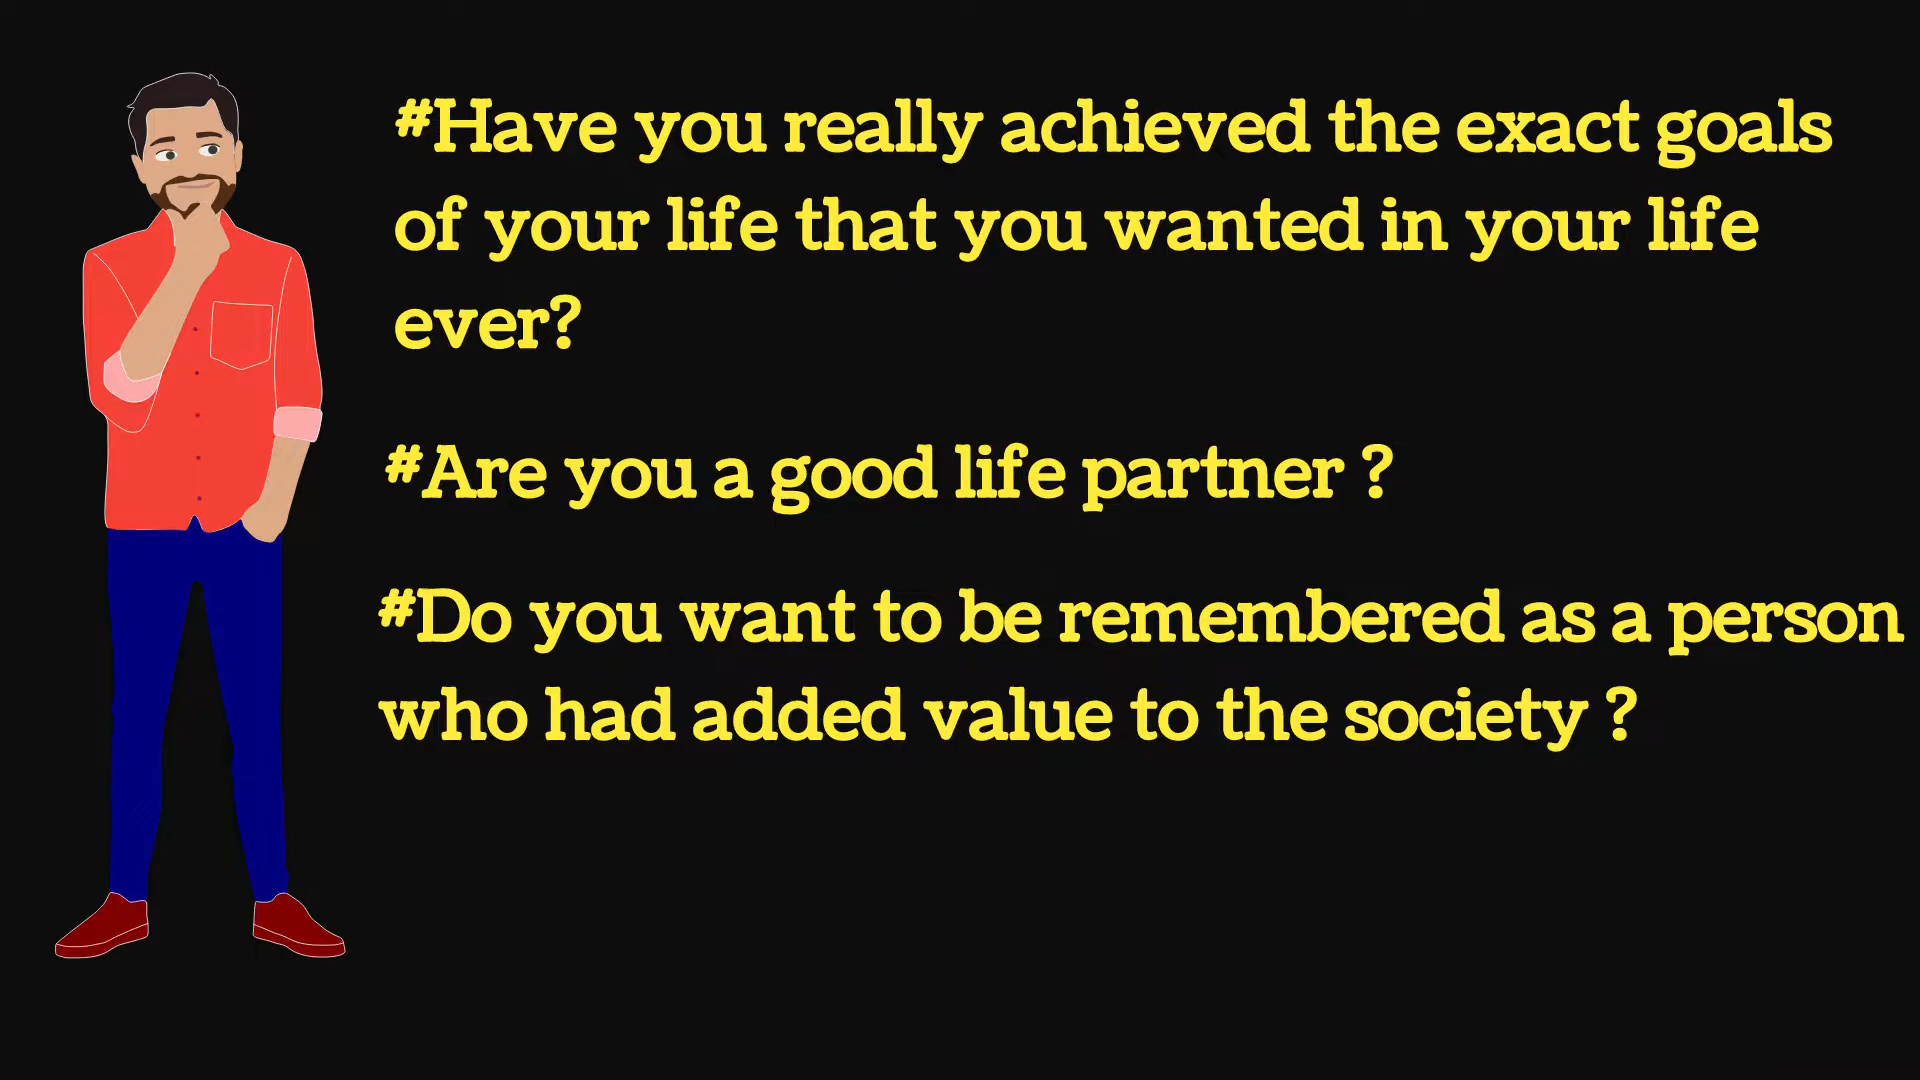 #Have you really achieved the exact goals
of your life that you wanted in your life
ever?
#Are you a good life partner ?
#Do you want to be remembered as a person
who had added value to the society ?